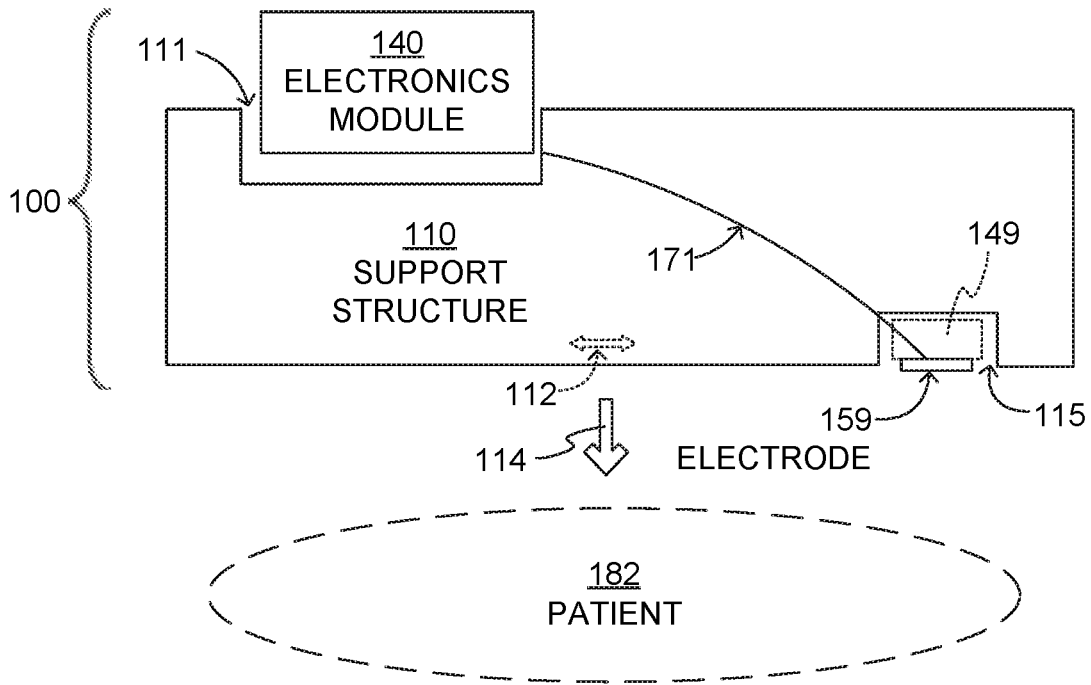 140
ELECTRONICS
MODULE
111
100
110
SUPPORT
STRUCTURE
171
149
112
159
115
114
ELECTRODE
182
PATIENT